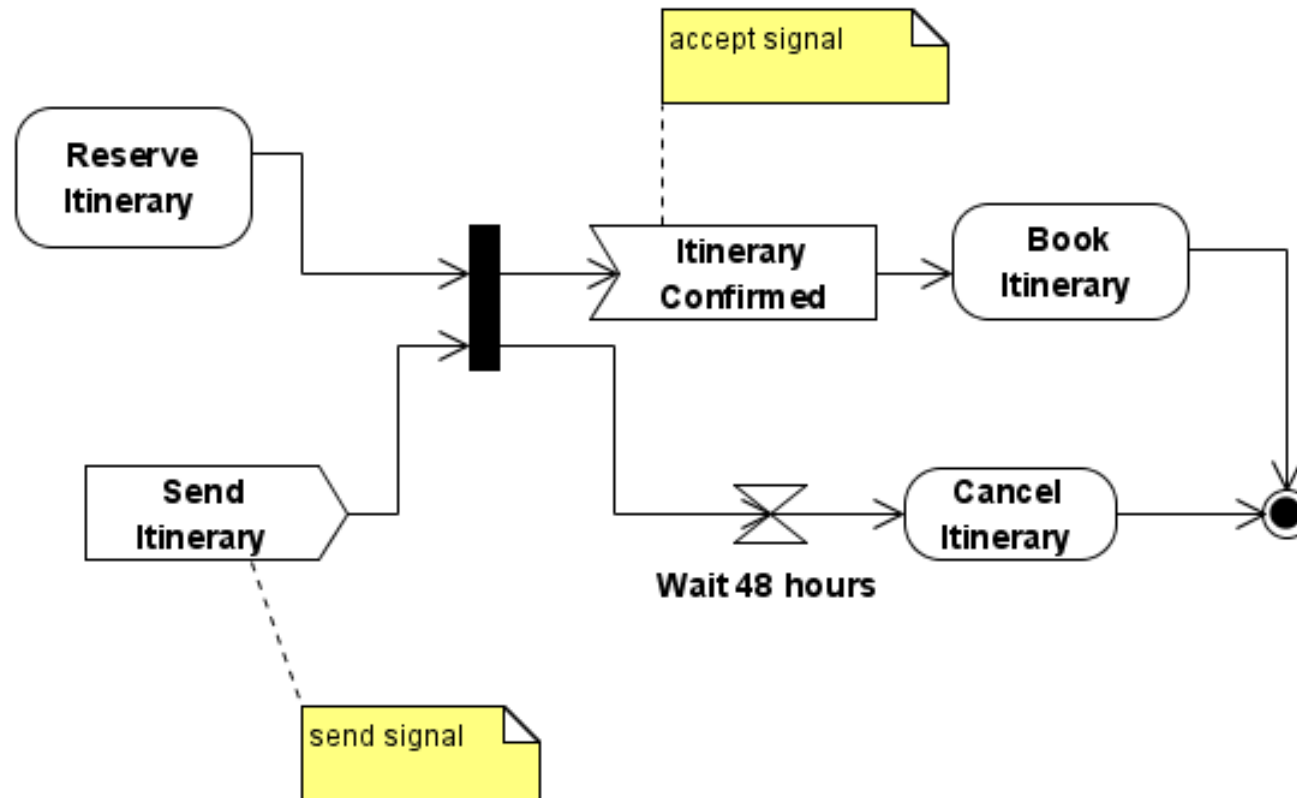 accept signal
Reserve
Itinerary
Itinerary
Confirmed
Book
Itinerary
Send
Itinerary
Cancel
Itinerary
Wait 48 hours
send signal